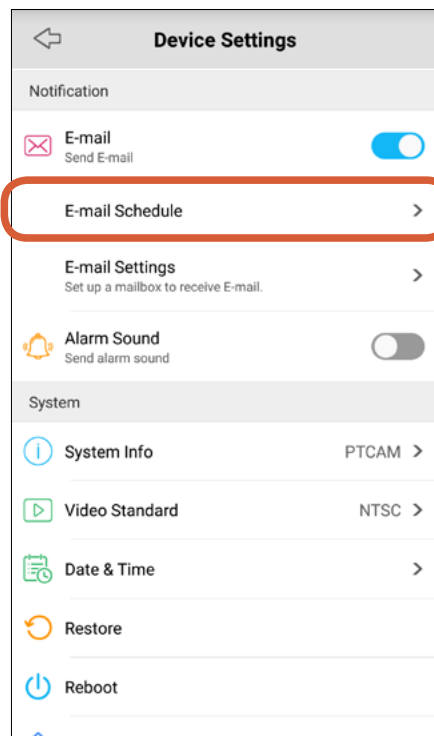 Device Settings
Notification
E-mail
Send E-mail
E-mail Schedule
E-mail Settings
Set up a mailbox to receive E-mail.
Alarm Sound
Send alarm sound
System
System Info PTCAM
Video Standard NTSC
Date & Time
Restore
Reboot